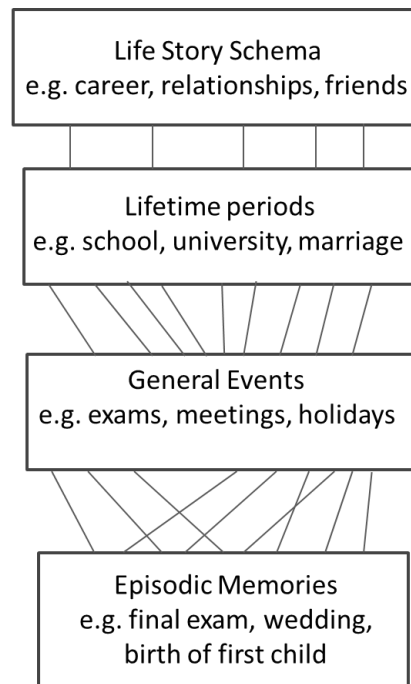 Life Story Schema
e.g. career, relationships, friends
Lifetime periods
e.g. school, university, marriage
General Events
e.g. exams, meetings, holidays
Episodic Memories
e.g. final exam, wedding,
birth of first child